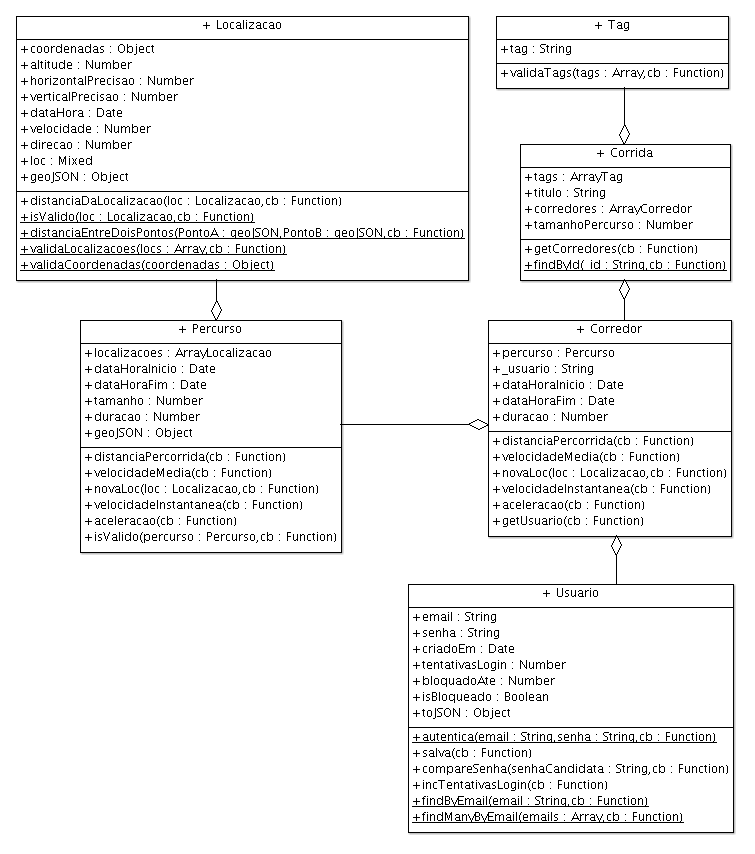 + Localizacao
+coordenadas : Object
+altitude : Number
+horizontalPrecisao : Number
+verticalPrecisao : Number
+dataHora : Date
+velocidade : Number
+direcao : Number
+loc : Mixed
+geoJSON : Object
+distanciaDaLocalizacao(loc : Localizacao,cb : Function)
+isValido(loc : Localizacao,cb : Function)
+distanciaEntreDoisPontos(PontoA : geoJSON,PontoB : geoJSON,cb : Function)
+validaLocalizacoes(locs : Array,cb : Function)
+validaCoordenadas(coordenadas : Object)
+ Tag
+tag : String
+validaTags(tags : Array,cb : Function)
+ Corrida
+tags : ArrayTag
+titulo : String
+corredores : ArrayCorredor
+tamanhoPercurso : Number
+getCorredores(cb : Function)
+findById(_id : String,cb : Function)
+ Percurso
+localizacoes : ArrayLocalizacao
+dataHoraInicio : Date
+dataHoraFim : Date
+tamanho : Number
+duracao : Number
+geoJSON : Object
+distanciaPercorrida(cb : Function)
+velocidadeMedia(cb : Function)
+novaLoc(loc : Localizacao,cb : Function)
+velocidadeInstantanea(cb : Function)
+aceleracao(cb : Function)
+isValido(percurso : Percurso,cb : Function)
+ Corredor
+percurso : Percurso
+_usuario : String
+dataHoraInicio : Date
+dataHoraFim : Date
+duracao : Number
+distanciaPercorrida(cb : Function)
+velocidadeMedia(cb : Function)
+novaLoc(loc : Localizacao,cb : Function)
+velocidadeInstantanea(cb : Function)
+aceleracao(cb : Function)
+getUsuario(cb : Function)
+ Usuario
+email : String
+senha : String
+criadoEm : Date
+tentativasLogin : Number
+bloquadoAte : Number
+isBloqueado : Boolean
+toJSON : Object
+autentica(email : String,senha : String,cb : Function)
+salva(cb : Function)
+compareSenha(senhaCandidata : String,cb : Function)
+incTentativasLogin(cb : Function)
+findByEmail(email : String,cb : Function)
+findManyByEmail(emails : Array,cb : Function)